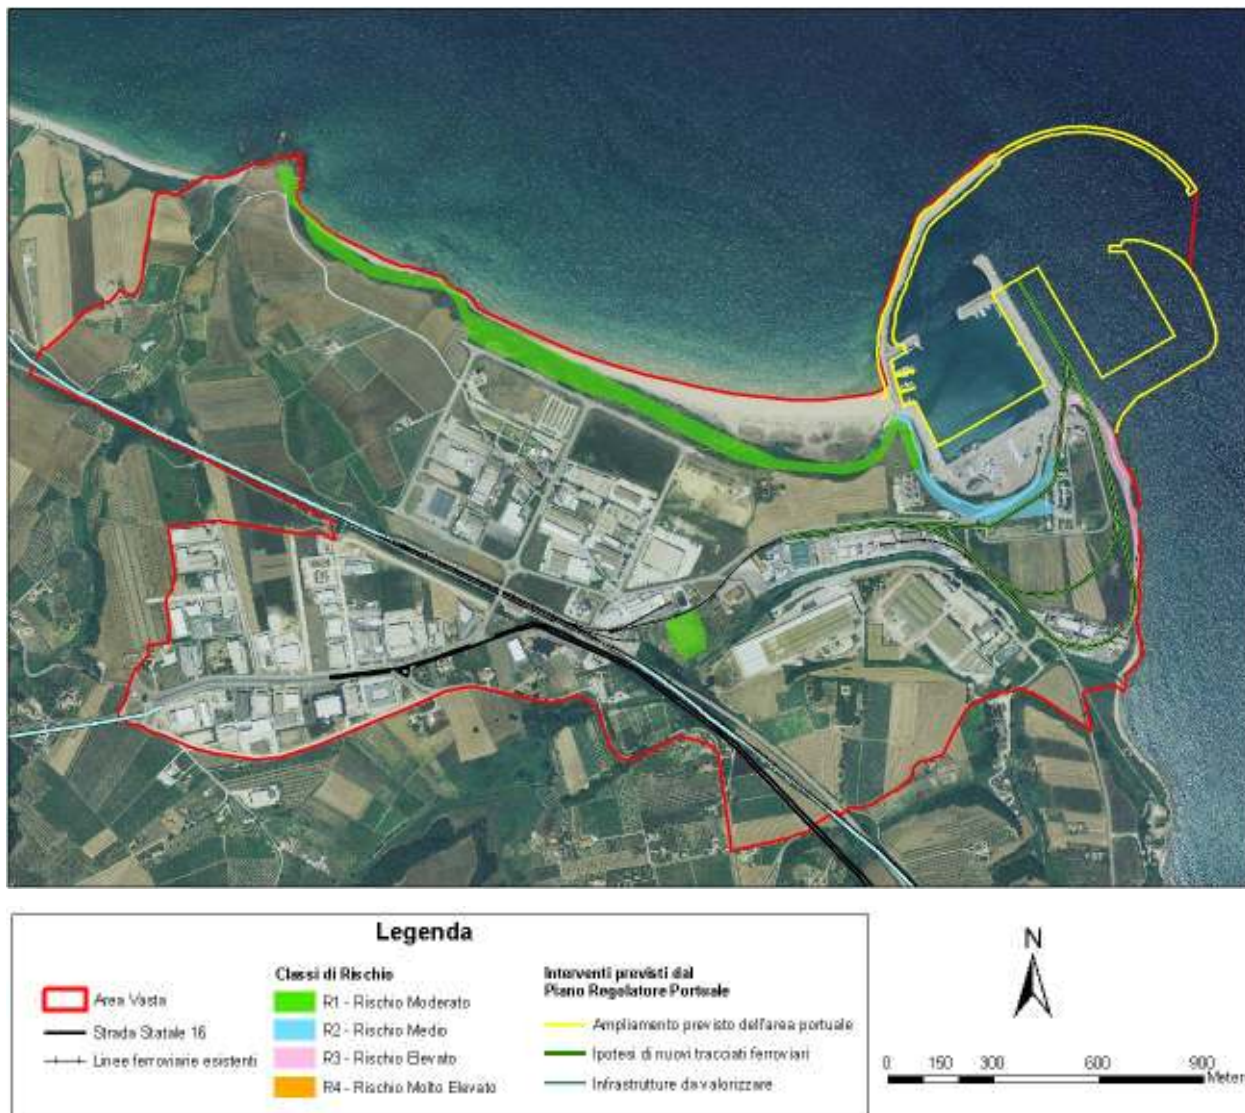 Legenda
Area Vasta
Strada Statale 16
Linee ferroviarie esistenti
Classi di Rischio
R1 - Rischio Moderato
R2 - Rischio Medio
R3 - Rischio Elevato
R4 - Rischio Molto Elevato
Interventi previsti dal
Piano Regolatore Portuale
Ampliamento previsto dell'area portuale
Ipotesi di nuovi tracciati ferroviari
Infrastrutture da valorizzare
N
0 150 300 600 900
Meter